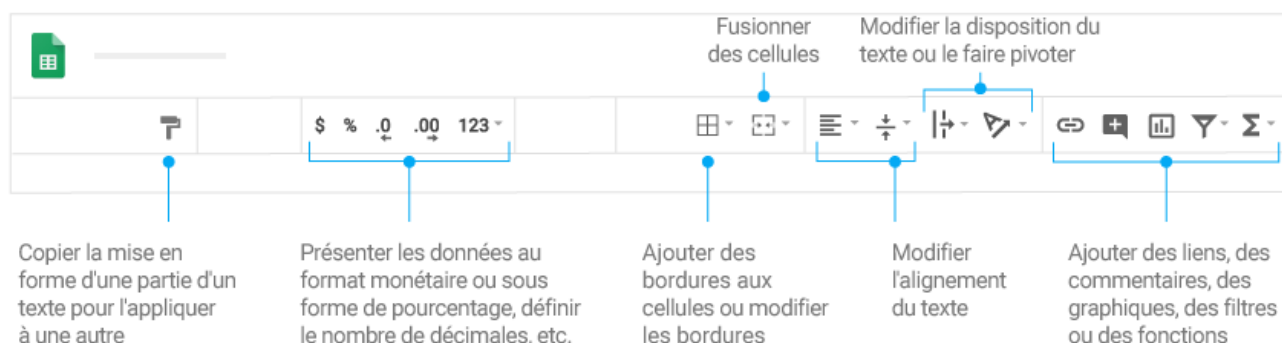 Fusionner
des cellules
Modifier la disposition du
texte ou le faire pivoter
$ % .0 .00 123
Copier la mise en
forme d'une partie d'un
texte pour l'appliquer
à une autre
Présenter les données au
format monétaire ou sous
forme de pourcentage, définir
le nombre de décimales, etc.
Ajouter des
bordures aux
cellules ou modifier
les bordures
Modifier
l'alignement
du texte
Ajouter des liens, des
commentaires, des
graphiques, des filtres
ou des fonctions